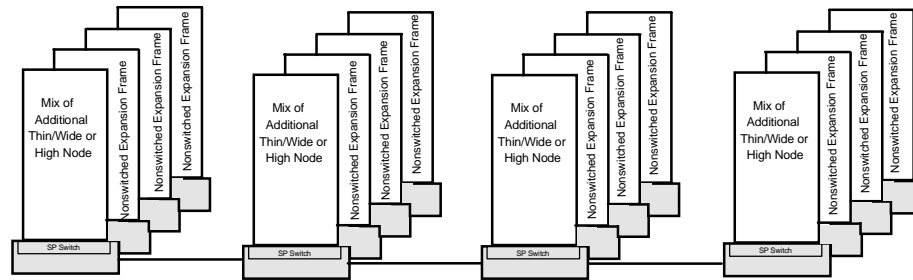 Mix of
Additional
Thin/Wide or
High Node
Nonswitched Expansion Frame
Nonswitched Expansion Frame
Nonswitched Expansion Frame
SP Switch
Mix of
Additional
Thin/Wide or
High Node
Nonswitched Expansion Frame
Nonswitched Expansion Frame
Nonswitched Expansion Frame
SP Switch
Mix of
Additional
Thin/Wide or
High Node
Nonswitched Expansion Frame
Nonswitched Expansion Frame
Nonswitched Expansion Frame
SP Switch
Mix of
Additional
Thin/Wide or
High Node
Nonswitched Expansion Frame
Nonswitched Expansion Frame
Nonswitched Expansion Frame
SP Switch